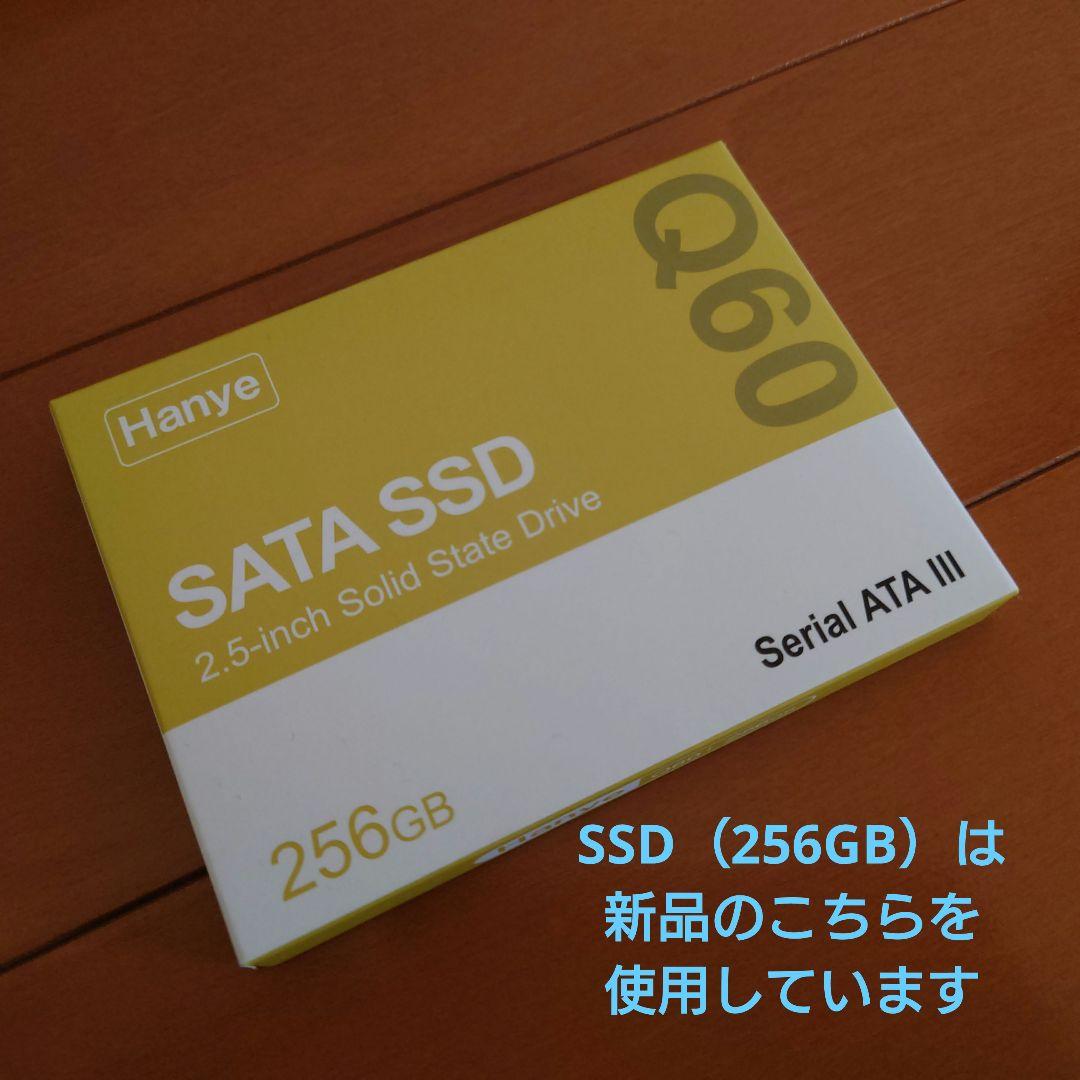 Q60
Hanye
SATA SSD
2.5-inch Solid State Drive
Serial ATA III
256GB
Hanye
SSD（256GB）は
新品のこちらを
使用しています